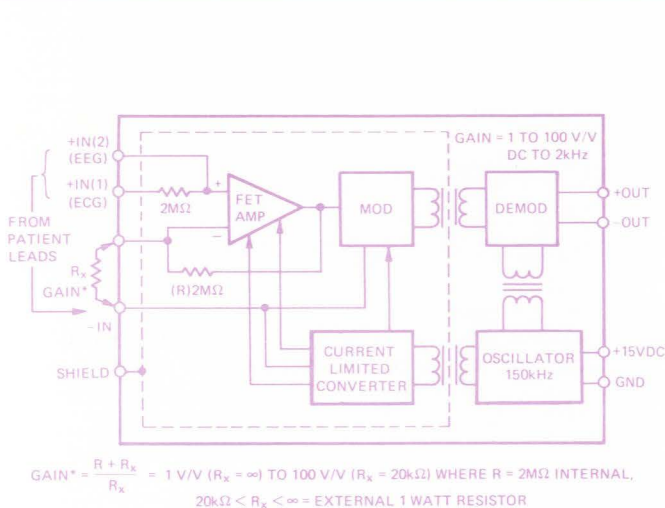 +IN(2)
(EEG)
+IN(1)
(ECG)
FROM
PATIENT
LEADS
Rx
GAIN*
−IN
SHIELD
2MΩ
+
−
FET
AMP
(R)2MΩ
MOD
CURRENT
LIMITED
CONVERTER
GAIN = 1 TO 100 V/V
DC TO 2kHz
DEMOD
+OUT
−OUT
OSCILLATOR
150kHz
+15VDC
GND
GAIN* = R + Rx / Rx = 1 V/V (Rx = ∞) TO 100 V/V (Rx = 20kΩ) WHERE R = 2MΩ INTERNAL,
20kΩ < Rx < ∞ = EXTERNAL 1 WATT RESISTOR